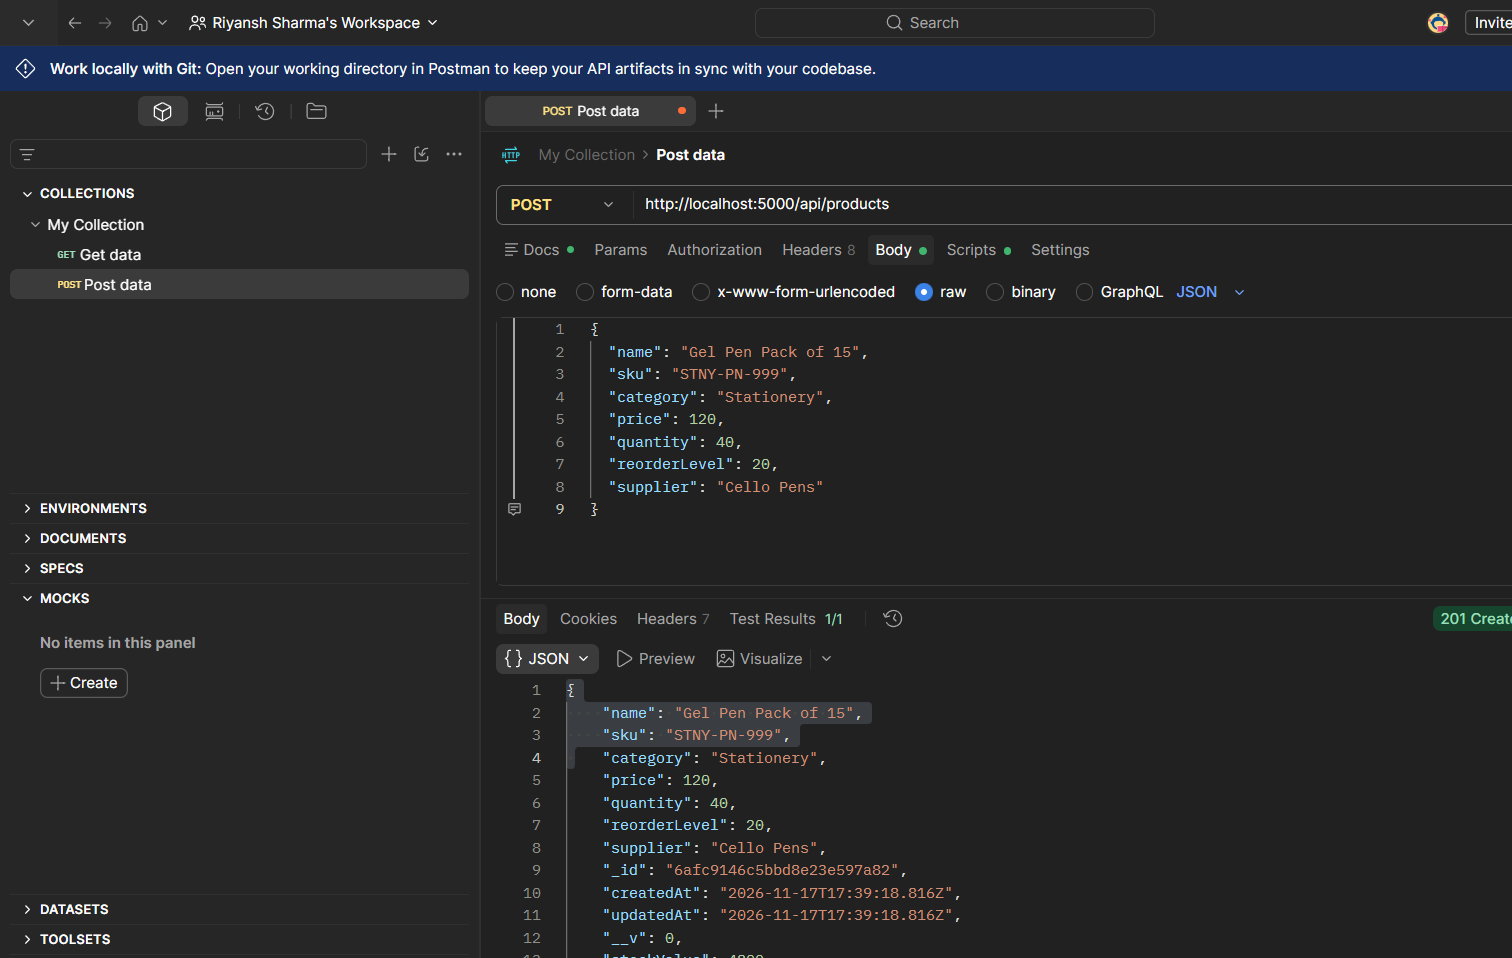 Riyansh Sharma's Workspace
Search
Invite
Work locally with Git: Open your working directory in Postman to keep your API artifacts in sync with your codebase.
COLLECTIONS
My Collection
GET Get data
POST Post data
ENVIRONMENTS
DOCUMENTS
SPECS
MOCKS
No items in this panel
Create
DATASETS
TOOLSETS
POST Post data
HTTP My Collection > Post data
POST http://localhost:5000/api/products
Docs Params Authorization Headers 8 Body Scripts Settings
none form-data x-www-form-urlencoded raw binary GraphQL JSON
1 {
2 "name": "Gel Pen Pack of 15",
3 "sku": "STNY-PN-999",
4 "category": "Stationery",
5 "price": 120,
6 "quantity": 40,
7 "reorderLevel": 20,
8 "supplier": "Cello Pens"
9 }
Body Cookies Headers 7 Test Results 1/1 201 Create
{} JSON Preview Visualize
1 {
2 "name": "Gel Pen Pack of 15",
3 "sku": "STNY-PN-999",
4 "category": "Stationery",
5 "price": 120,
6 "quantity": 40,
7 "reorderLevel": 20,
8 "supplier": "Cello Pens",
9 "_id": "6afc9146c5bbd8e23e597a82",
10 "createdAt": "2026-11-17T17:39:18.816Z",
11 "updatedAt": "2026-11-17T17:39:18.816Z",
12 "__v": 0,